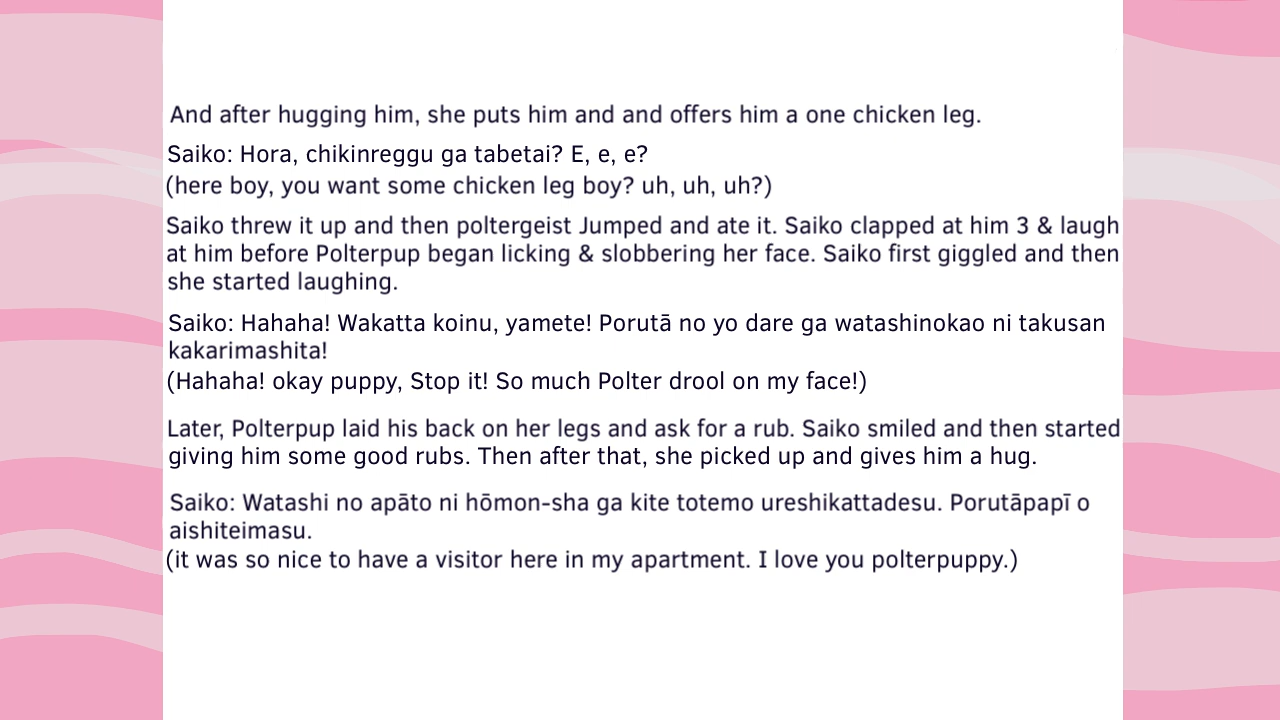 And after hugging him, she puts him and and offers him a one chicken leg.
Saiko: Hora, chikinreggu ga tabetai? E, e, e?
(here boy, you want some chicken leg boy? uh, uh, uh?)
Saiko threw it up and then poltergeist Jumped and ate it. Saiko clapped at him 3 & laugh
at him before Polterpup began licking & slobbering her face. Saiko first giggled and then
she started laughing.
Saiko: Hahaha! Wakatta koinu, yamete! Porutā no yo dare ga watashinokao ni takusan
kakarimashita!
(Hahaha! okay puppy, Stop it! So much Polter drool on my face!)
Later, Polterpup laid his back on her legs and ask for a rub. Saiko smiled and then started
giving him some good rubs. Then after that, she picked up and gives him a hug.
Saiko: Watashi no apāto ni hōmon-sha ga kite totemo ureshikattadesu. Porutāpapī o
aishiteimasu.
(it was so nice to have a visitor here in my apartment. I love you polterpuppy.)